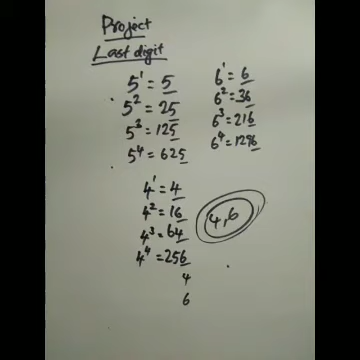 Project
Last digit
5¹ = 5
5² = 25
5³ = 125
5⁴ = 625
6¹ = 6
6² = 36
6³ = 216
6⁴ = 1296
4¹ = 4
4² = 16
4³ = 64
4⁴ = 256
4
6
4, 6